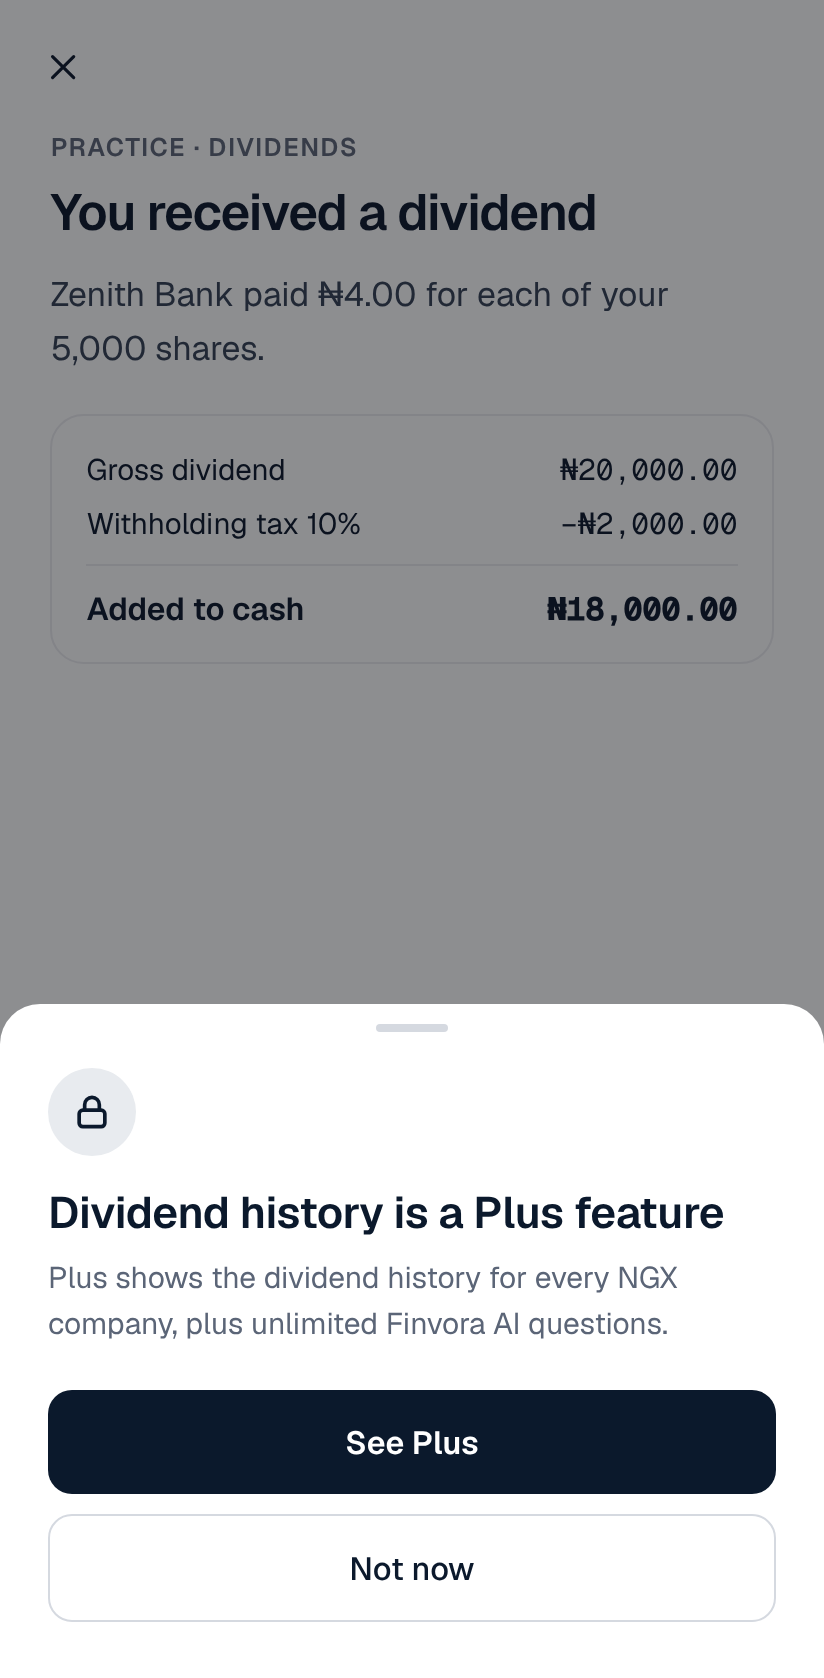 PRACTICE · DIVIDENDS
You received a dividend
Zenith Bank paid ₦4.00 for each of your
5,000 shares.
Gross dividend ₦20,000.00
Withholding tax 10% −₦2,000.00
Added to cash ₦18,000.00
Dividend history is a Plus feature
Plus shows the dividend history for every NGX
company, plus unlimited Finvora AI questions.
See Plus
Not now